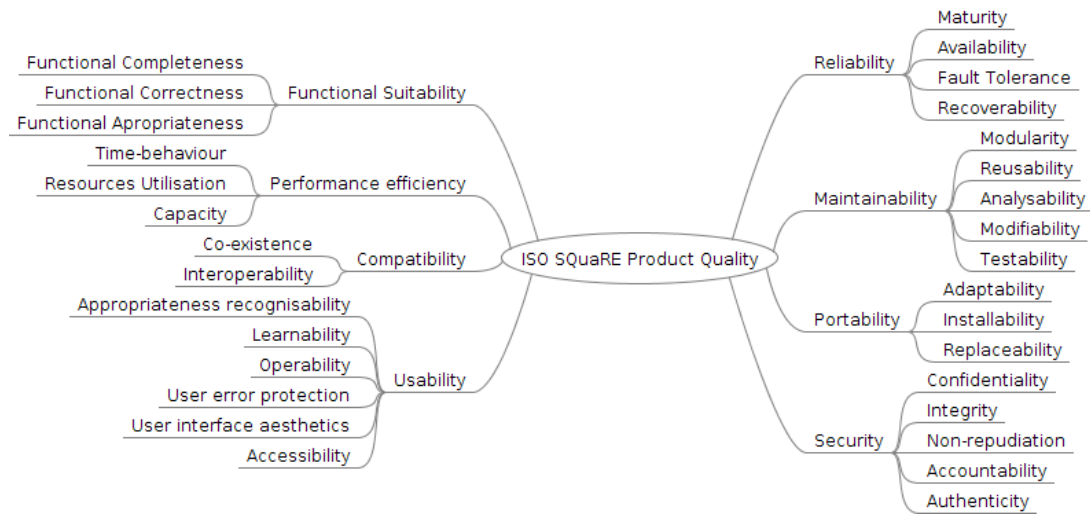 ISO SQuaRE Product Quality
Functional Suitability
Functional Completeness
Functional Correctness
Functional Apropriateness
Performance efficiency
Time-behaviour
Resources Utilisation
Capacity
Compatibility
Co-existence
Interoperability
Usability
Appropriateness recognisability
Learnability
Operability
User error protection
User interface aesthetics
Accessibility
Reliability
Maturity
Availability
Fault Tolerance
Recoverability
Maintainability
Modularity
Reusability
Analysability
Modifiability
Testability
Portability
Adaptability
Installability
Replaceability
Security
Confidentiality
Integrity
Non-repudiation
Accountability
Authenticity